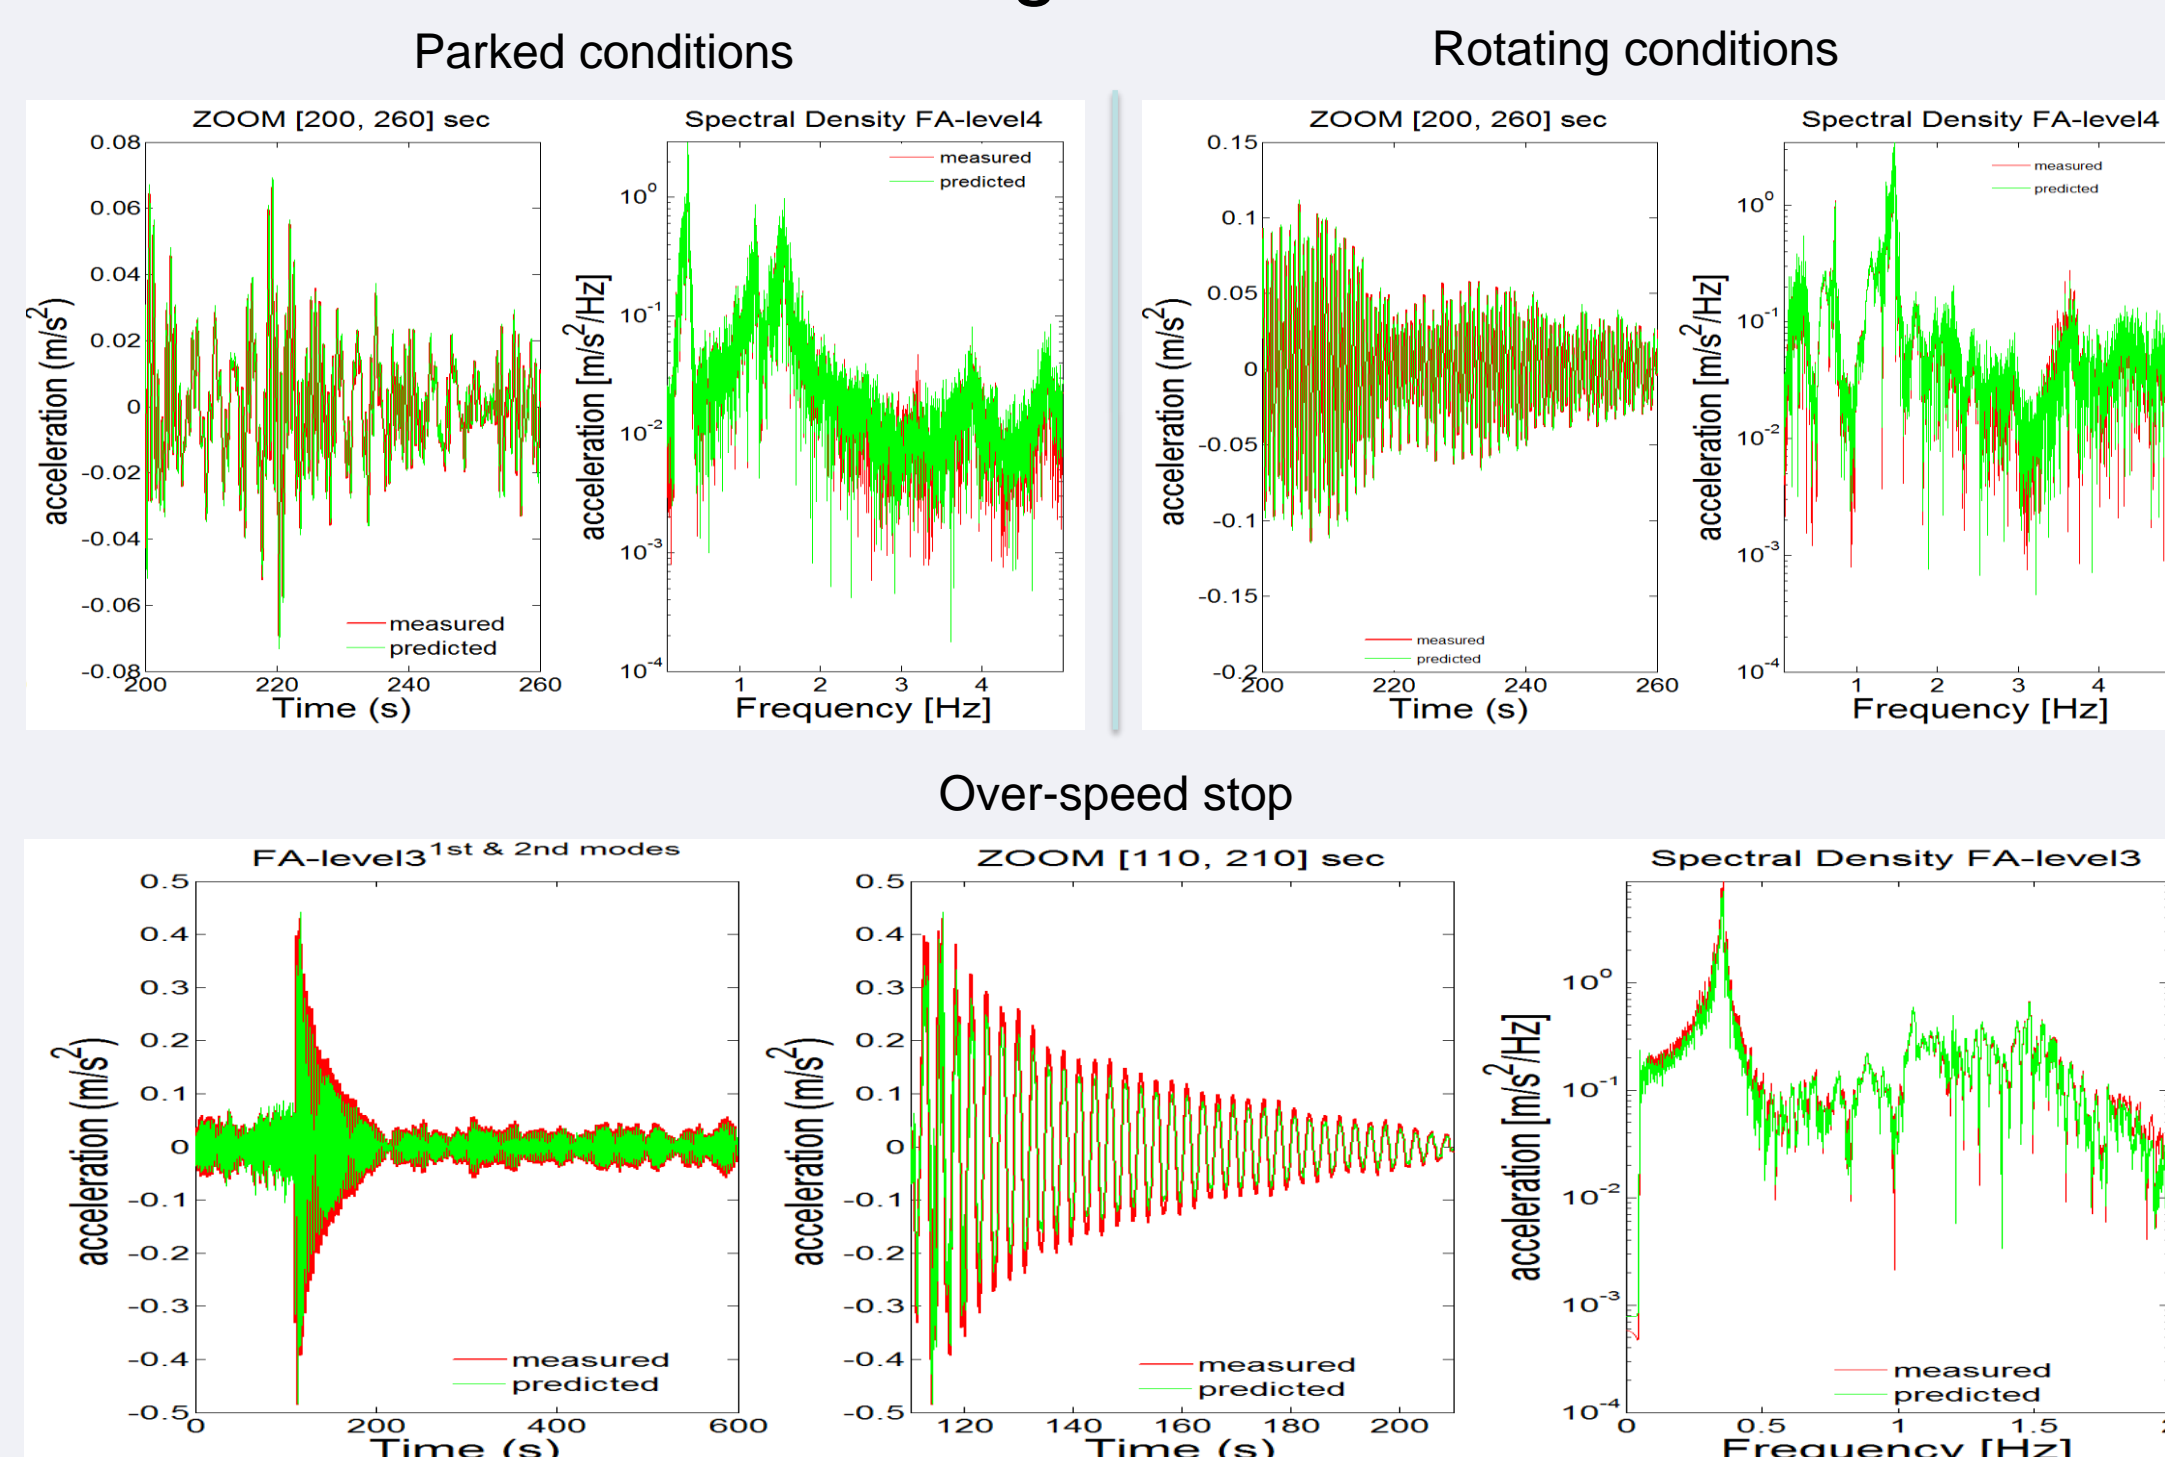 Parked conditions
Rotating conditions
ZOOM [200, 260] sec
acceleration (m/s²)
0.08
0.06
0.04
0.02
0
-0.02
-0.04
-0.06
-0.08
measured
predicted
200 220 240 260
Time (s)
Spectral Density FA-level4
acceleration [m/s²/Hz]
measured
predicted
10⁰
10⁻¹
10⁻²
10⁻³
10⁻⁴
1 2 3 4
Frequency [Hz]
ZOOM [200, 260] sec
acceleration (m/s²)
0.15
0.1
0.05
0
-0.05
-0.1
-0.15
-0.2
measured
predicted
200 220 240 260
Time (s)
Spectral Density FA-level4
acceleration [m/s²/Hz]
measured
predicted
10⁰
10⁻¹
10⁻²
10⁻³
10⁻⁴
1 2 3 4
Frequency [Hz]
Over-speed stop
FA-level3 1st & 2nd modes
acceleration (m/s²)
0.5
0.4
0.3
0.2
0.1
0
-0.1
-0.2
-0.3
-0.4
-0.5
measured
predicted
0 200 400 600
Time (s)
ZOOM [110, 210] sec
acceleration (m/s²)
0.5
0.4
0.3
0.2
0.1
0
-0.1
-0.2
-0.3
-0.4
-0.5
measured
predicted
120 140 160 180 200
Time (s)
Spectral Density FA-level3
acceleration [m/s²/Hz]
10⁰
10⁻¹
10⁻²
10⁻³
10⁻⁴
measured
predicted
0 0.5 1 1.5
Frequency [Hz]